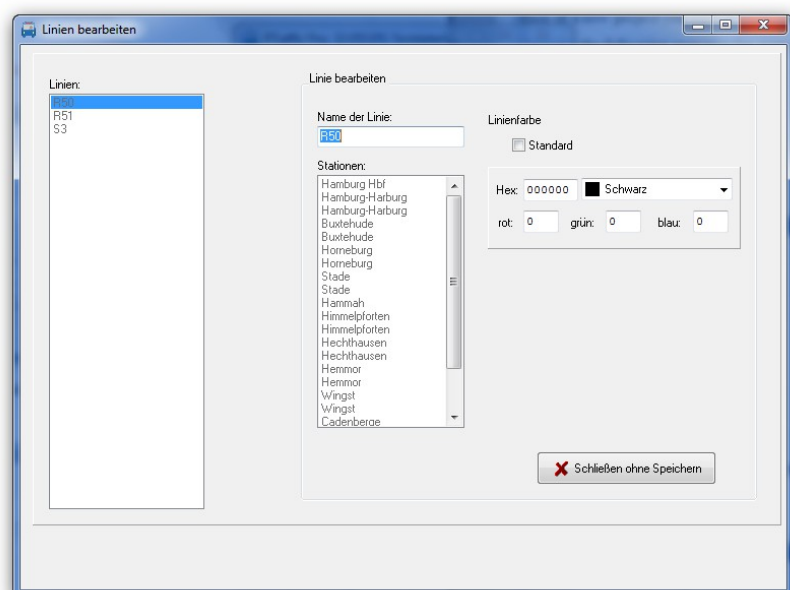 Linien bearbeiten
Linien:
R50
R51
S3
Linie bearbeiten
Name der Linie:
R50
Stationen:
Hamburg Hbf
Hamburg-Harburg
Hamburg-Harburg
Buxtehude
Buxtehude
Horneburg
Horneburg
Stade
Stade
Hammah
Himmelpforten
Himmelpforten
Hechthausen
Hechthausen
Hemmor
Hemmor
Wingst
Wingst
Cadenberge
Linienfarbe
Standard
Hex: 000000 Schwarz
rot: 0 grün: 0 blau: 0
Schließen ohne Speichern